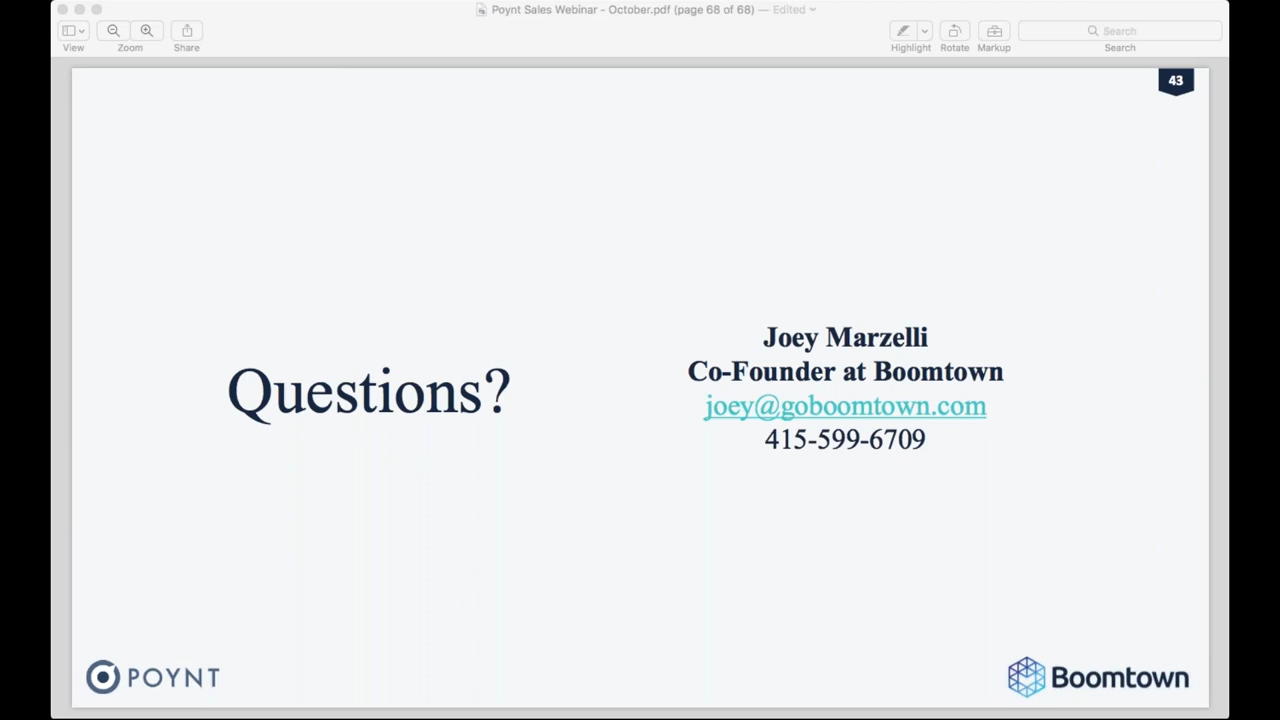 Poynt Sales Webinar - October.pdf (page 68 of 68) — Edited
View Zoom Share Highlight Rotate Markup Search
Search
43
Questions?
Joey Marzelli
Co-Founder at Boomtown
joey@goboomtown.com
415-599-6709
POYNT
Boomtown